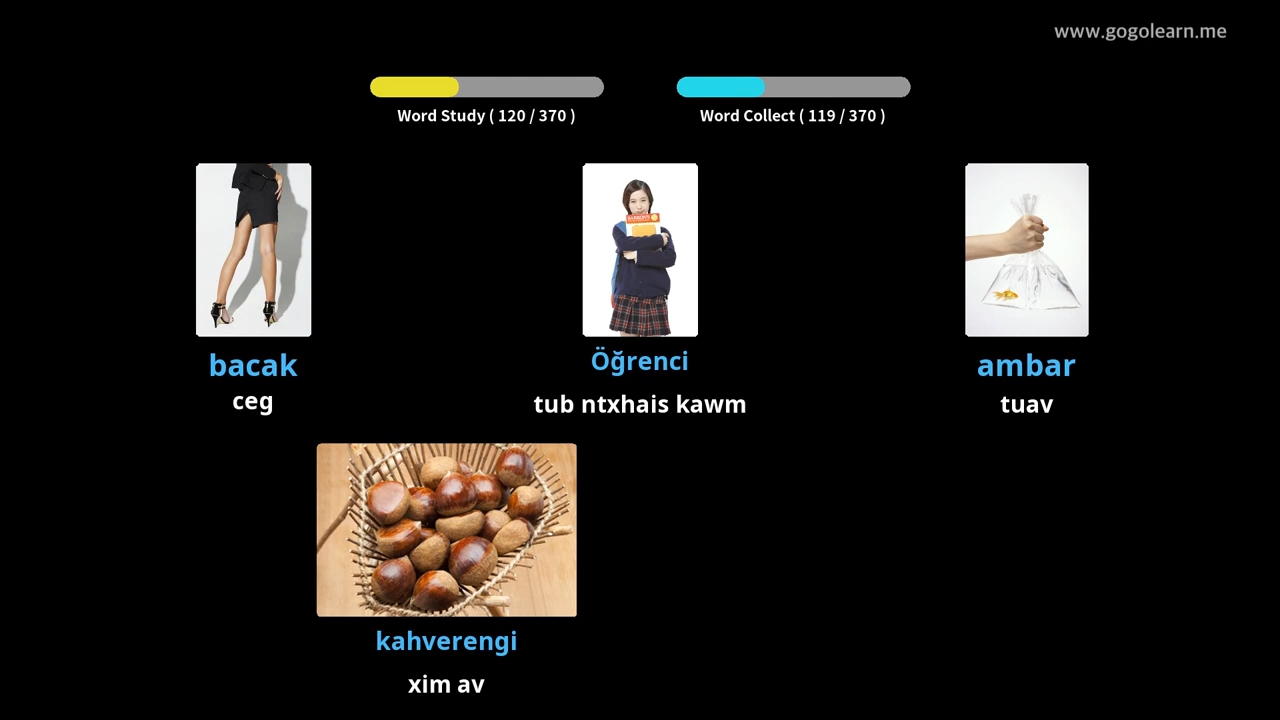 www.gogolearn.me
Word Study ( 120 / 370 )
Word Collect ( 119 / 370 )
bacak
ceg
Öğrenci
tub ntxhais kawm
ambar
tuav
kahverengi
xim av